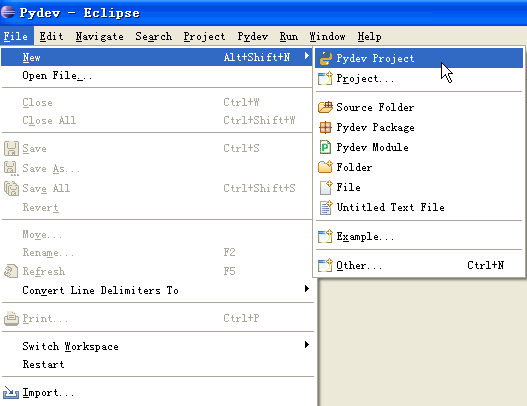 Pydev - Eclipse
File Edit Navigate Search Project Pydev Run Window Help
New Alt+Shift+N
Open File...
Close Ctrl+W
Close All Ctrl+Shift+W
Save Ctrl+S
Save As...
Save All Ctrl+Shift+S
Revert
Move...
Rename... F2
Refresh F5
Convert Line Delimiters To
Print... Ctrl+P
Switch Workspace
Restart
Import...
Pydev Project
Project...
Source Folder
Pydev Package
Pydev Module
Folder
File
Untitled Text File
Example...
Other... Ctrl+N